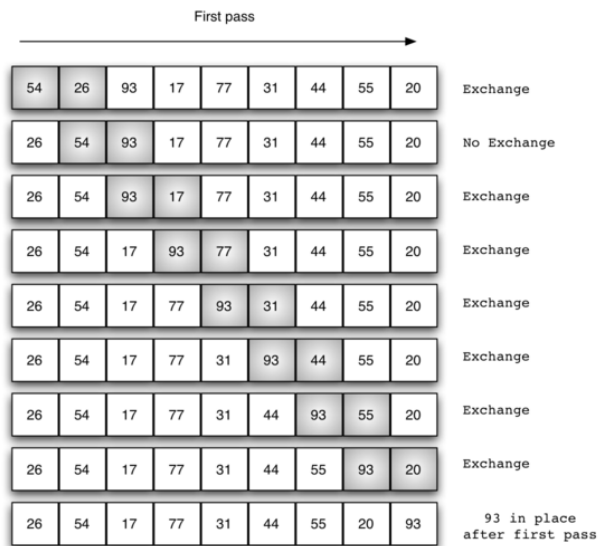 First pass
54 26 93 17 77 31 44 55 20 Exchange
26 54 93 17 77 31 44 55 20 No Exchange
26 54 93 17 77 31 44 55 20 Exchange
26 54 17 93 77 31 44 55 20 Exchange
26 54 17 77 93 31 44 55 20 Exchange
26 54 17 77 31 93 44 55 20 Exchange
26 54 17 77 31 44 93 55 20 Exchange
26 54 17 77 31 44 55 93 20 Exchange
26 54 17 77 31 44 55 20 93 93 in place
after first pass